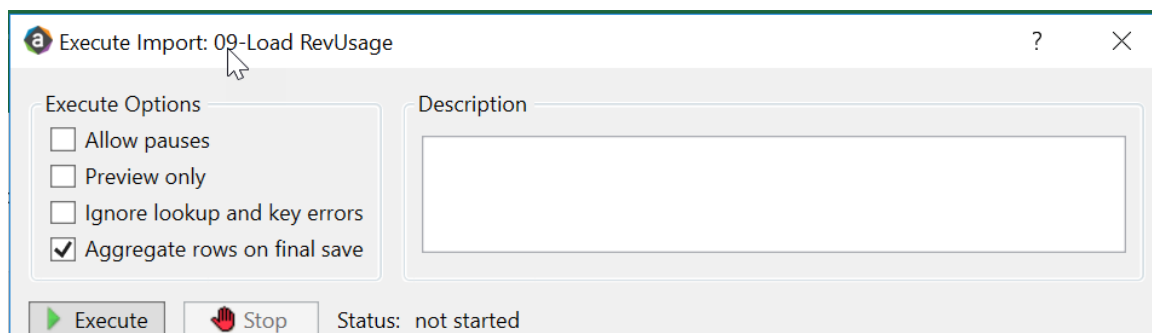 Execute Import: 09-Load RevUsage
?
Execute Options
Allow pauses
Preview only
Ignore lookup and key errors
Aggregate rows on final save
Description
Execute
Stop
Status: not started